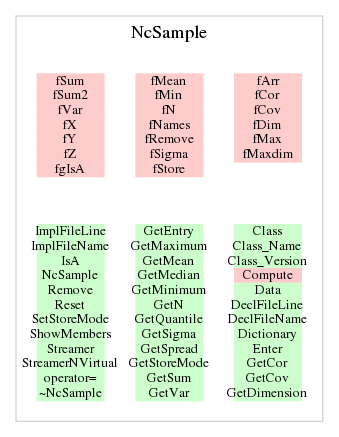 NcSample
fSum
fSum2
fVar
fX
fY
fZ
fgIsA
fMean
fMin
fN
fNames
fRemove
fSigma
fStore
fArr
fCor
fCov
fDim
fMax
fMaxdim
ImplFileLine
ImplFileName
IsA
NcSample
Remove
Reset
SetStoreMode
ShowMembers
Streamer
StreamerNVirtual
operator=
~NcSample
GetEntry
GetMaximum
GetMean
GetMedian
GetMinimum
GetN
GetQuantile
GetSigma
GetSpread
GetStoreMode
GetSum
GetVar
Class
Class_Name
Class_Version
Compute
Data
DeclFileLine
DeclFileName
Dictionary
Enter
GetCor
GetCov
GetDimension